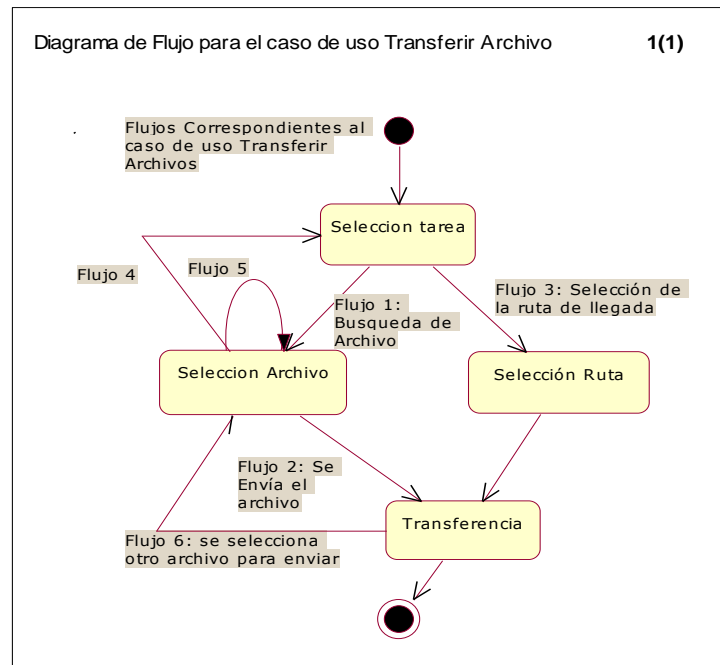 Diagrama de Flujo para el caso de uso Transferir Archivo 1(1)
Flujos Correspondientes al
caso de uso Transferir
Archivos
Seleccion tarea
Flujo 4
Flujo 5
Flujo 3: Selección de
la ruta de llegada
Flujo 1:
Busqueda de
Archivo
Seleccion Archivo
Selección Ruta
Flujo 2: Se
Envía el
archivo
Transferencia
Flujo 6: se selecciona
otro archivo para enviar